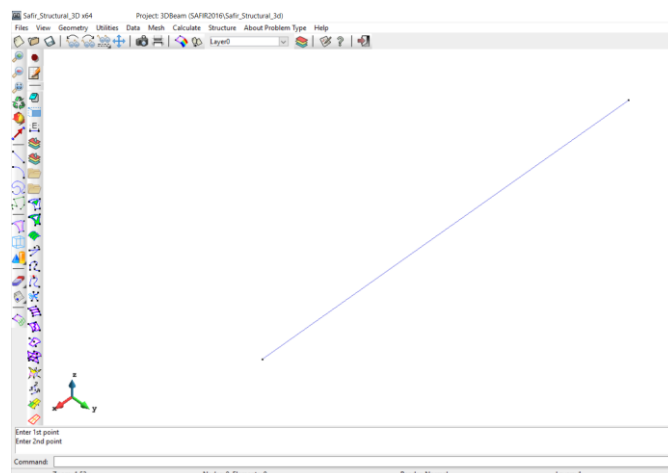 Safir_Structural_3D x64 Project: 3DBeam (SAFIR2016\Safir_Structural_3d)
Files View Geometry Utilities Data Mesh Calculate Structure About Problem Type Help
Layer0
z
x y
Enter 1st point
Enter 2nd point
Command: